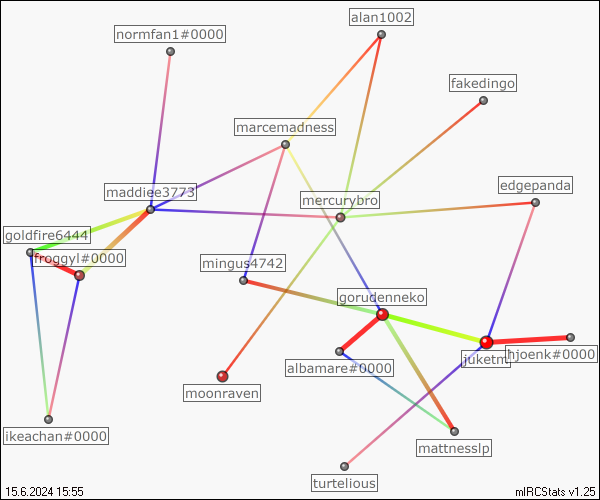 alan1002
normfan1#0000
fakedingo
marcemadness
maddiee3773
edgepanda
mercurybro
goldfire6444
froggyl#0000
mingus4742
gorudenneko
juketm
hjoenk#0000
albamare#0000
moonraven
ikeachan#0000
mattnesslp
turtelious
15.6.2024 15:55
mIRCStats v1.25